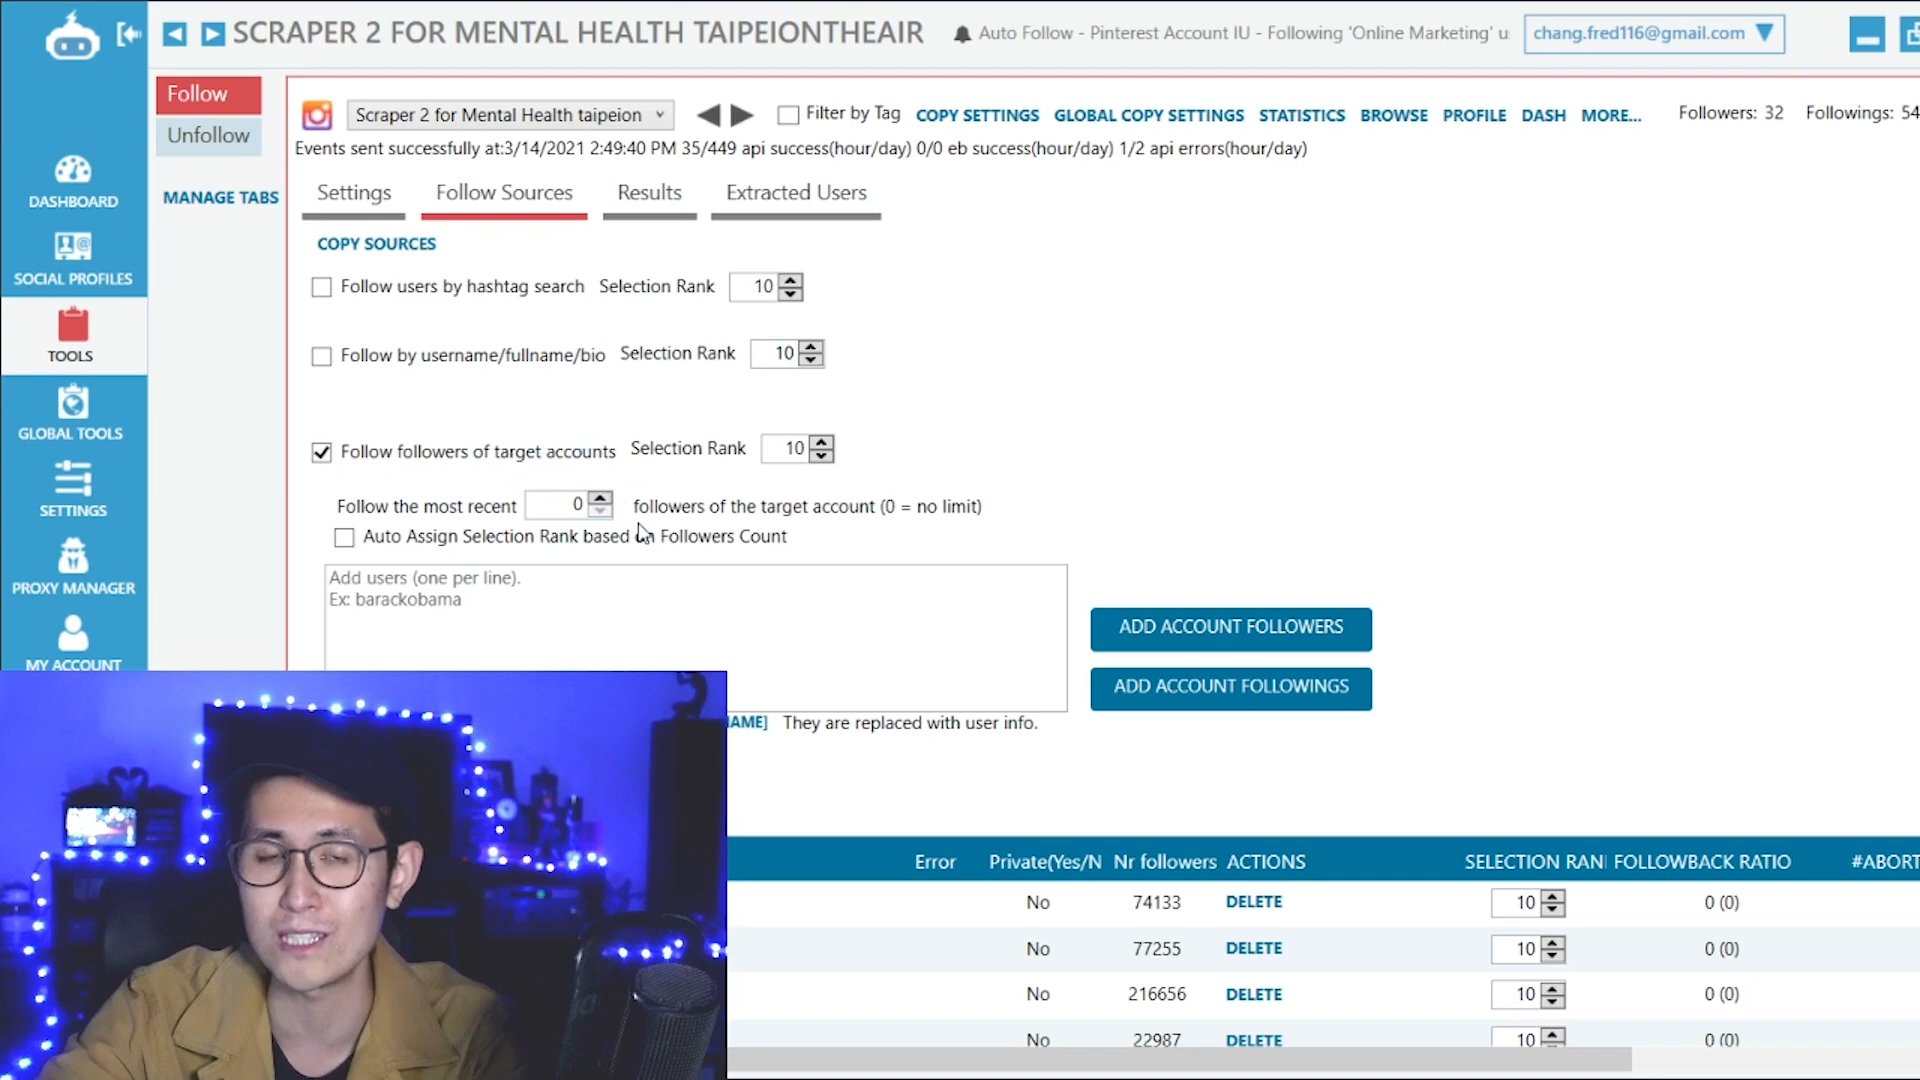 SCRAPER 2 FOR MENTAL HEALTH TAIPEIONTHEAIR
Auto Follow - Pinterest Account IU - Following 'Online Marketing' u
chang.fred116@gmail.com
Follow
Unfollow
MANAGE TABS
DASHBOARD
SOCIAL PROFILES
TOOLS
GLOBAL TOOLS
SETTINGS
PROXY MANAGER
MY ACCOUNT
Scraper 2 for Mental Health taipeion
Filter by Tag
COPY SETTINGS
GLOBAL COPY SETTINGS
STATISTICS
BROWSE
PROFILE
DASH
MORE...
Followers: 32
Followings: 54
Events sent successfully at:3/14/2021 2:49:40 PM 35/449 api success(hour/day) 0/0 eb success(hour/day) 1/2 api errors(hour/day)
Settings
Follow Sources
Results
Extracted Users
COPY SOURCES
Follow users by hashtag search Selection Rank 10
Follow by username/fullname/bio Selection Rank 10
Follow followers of target accounts Selection Rank 10
Follow the most recent 0 followers of the target account (0 = no limit)
Auto Assign Selection Rank based on Followers Count
Add users (one per line).
Ex: barackobama
ADD ACCOUNT FOLLOWERS
ADD ACCOUNT FOLLOWINGS
NAME] They are replaced with user info.
Error Private(Yes/N Nr followers ACTIONS SELECTION RAN FOLLOWBACK RATIO #ABORT
No 74133 DELETE 10 0 (0)
No 77255 DELETE 10 0 (0)
No 216656 DELETE 10 0 (0)
No 22987 DELETE 10 0 (0)